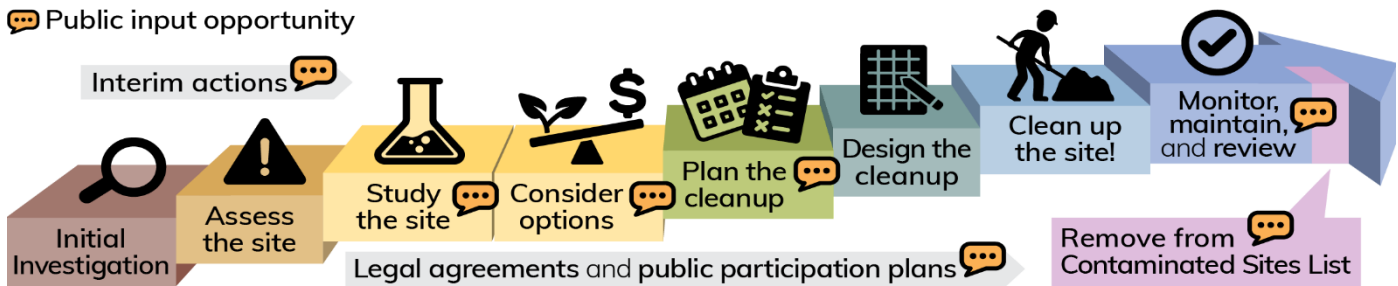 Public input opportunity
Interim actions
Initial
Investigation
Assess
the site
Study
the site
Consider
options
Plan the
cleanup
Design the
cleanup
Clean up
the site!
Monitor,
maintain,
and review
Legal agreements and public participation plans
Remove from
Contaminated Sites List